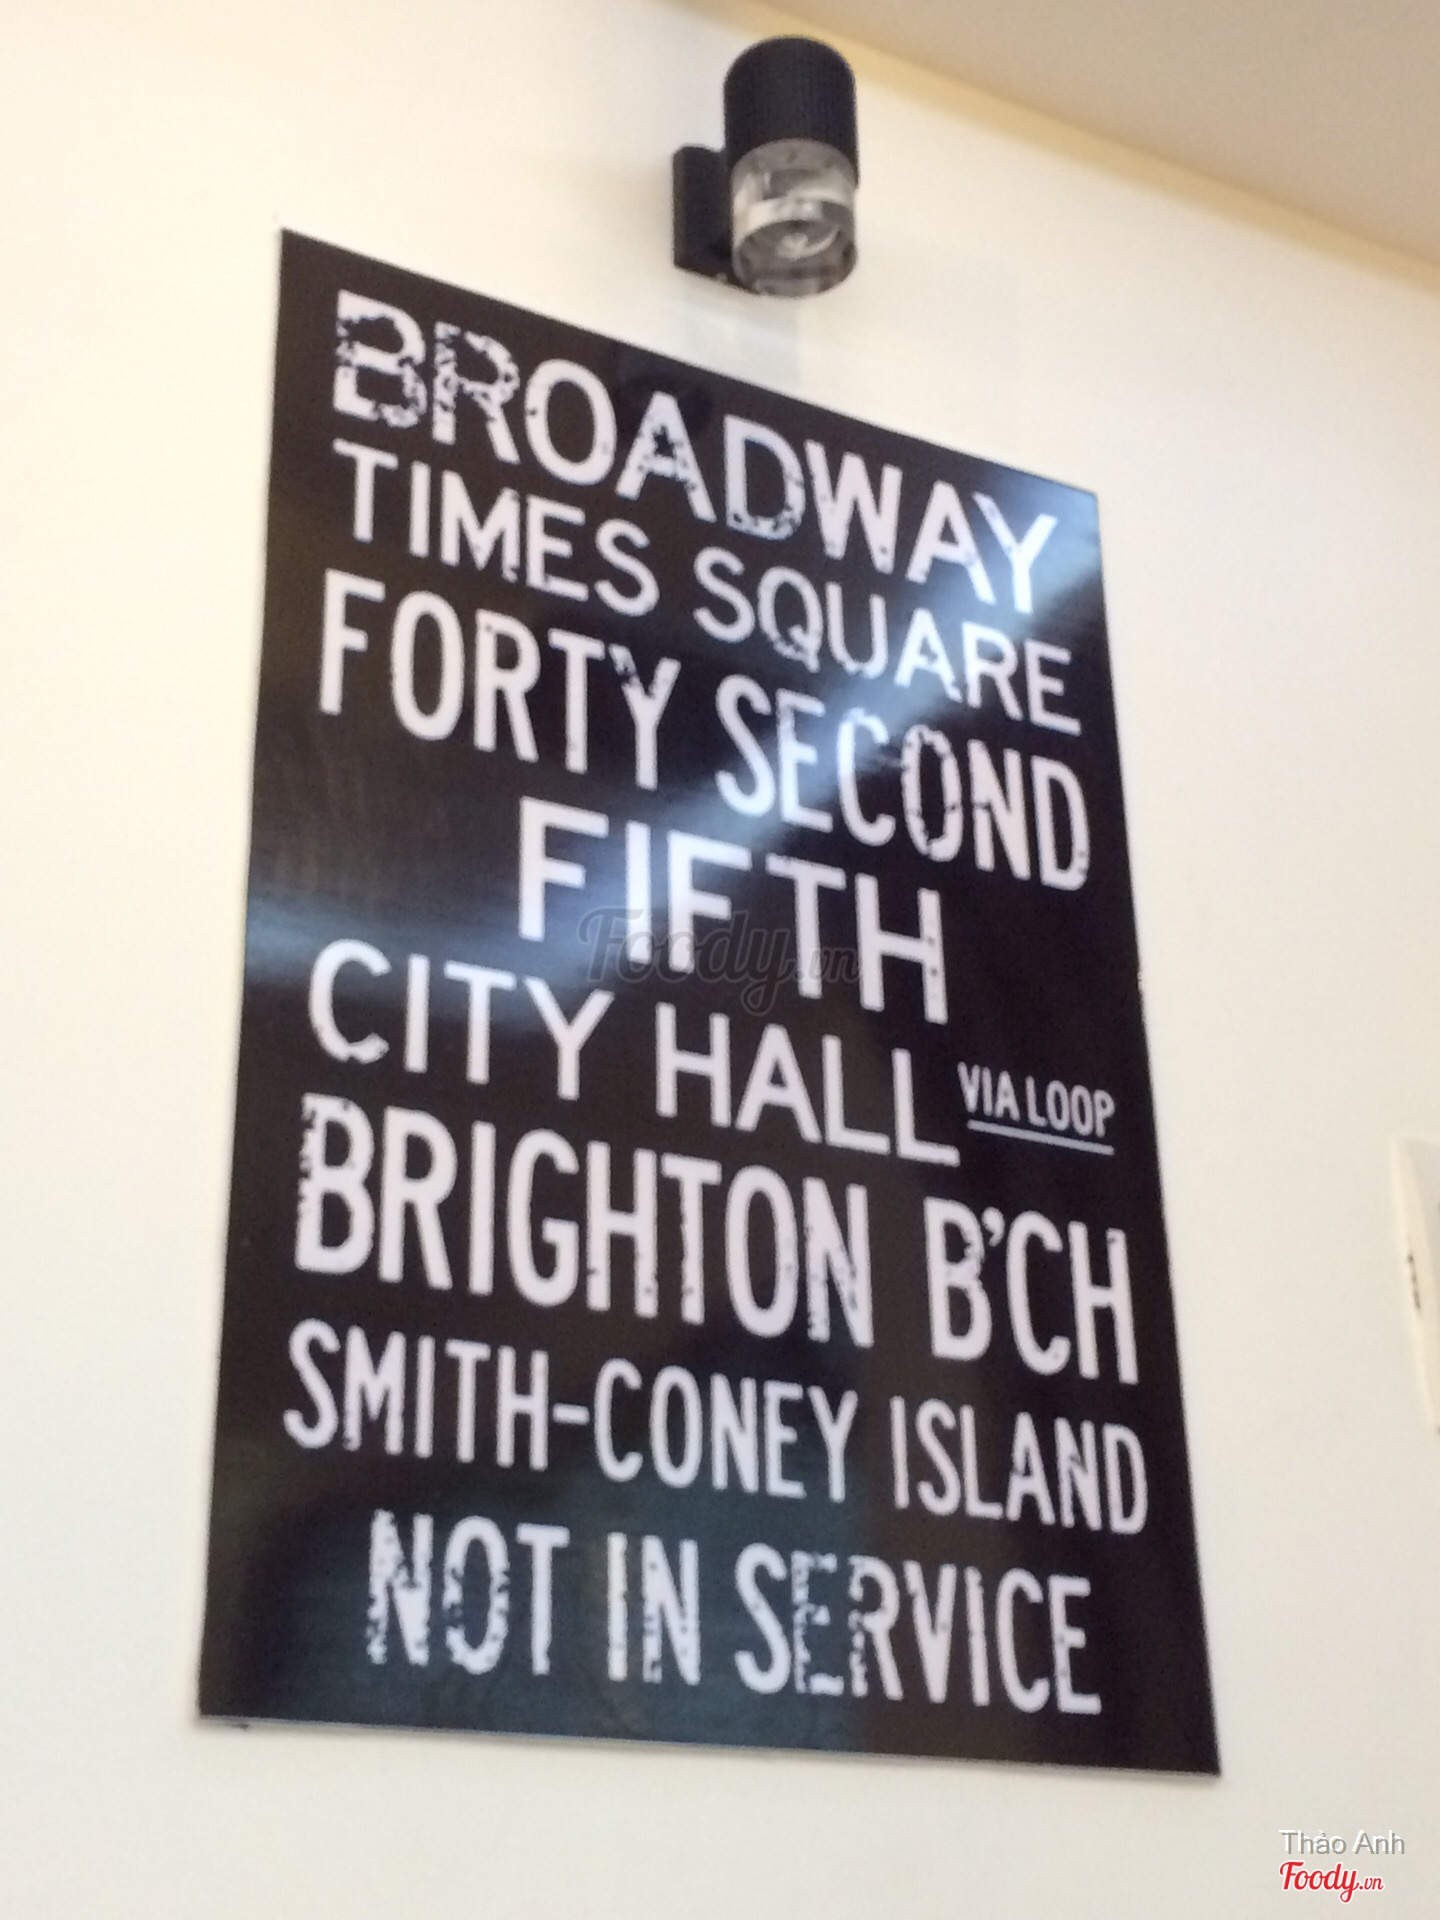 BROADWAY
TIMES SQUARE
FORTY SECOND
FIFTH
CITY HALL VIA LOOP
BRIGHTON B'CH
SMITH-CONEY ISLAND
NOT IN SERVICE
Foody.vn
Thảo Anh
Foody.vn